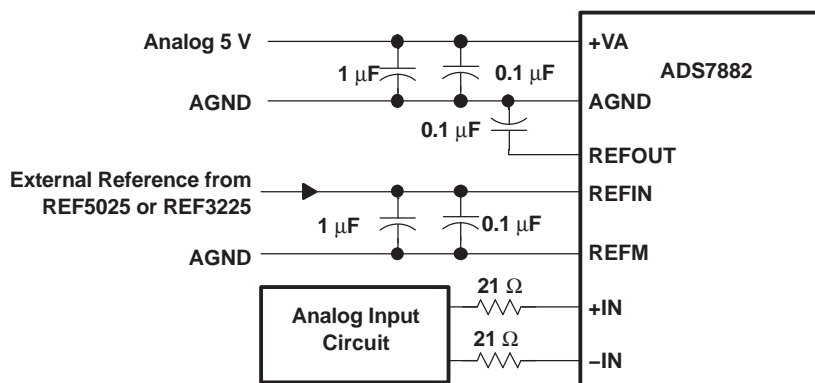 Analog 5 V
+VA
ADS7882
1 µF
0.1 µF
AGND
AGND
0.1 µF
REFOUT
External Reference from
REF5025 or REF3225
REFIN
1 µF
0.1 µF
AGND
REFM
21 Ω
+IN
Analog Input
Circuit
21 Ω
−IN